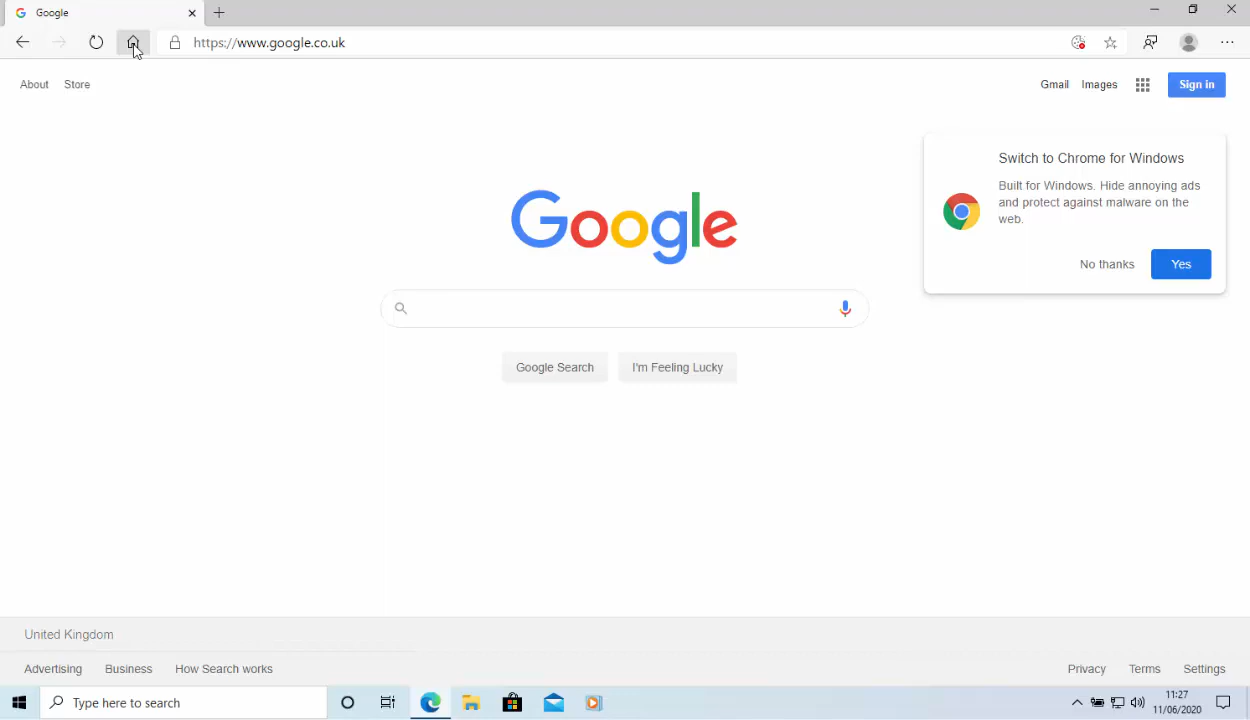 Google
https://www.google.co.uk
About Store
Gmail Images Sign in
Switch to Chrome for Windows
Built for Windows. Hide annoying ads
and protect against malware on the
web.
No thanks Yes
Google
Google Search I'm Feeling Lucky
United Kingdom
Advertising Business How Search works
Privacy Terms Settings
Type here to search
11:27
11/06/2020